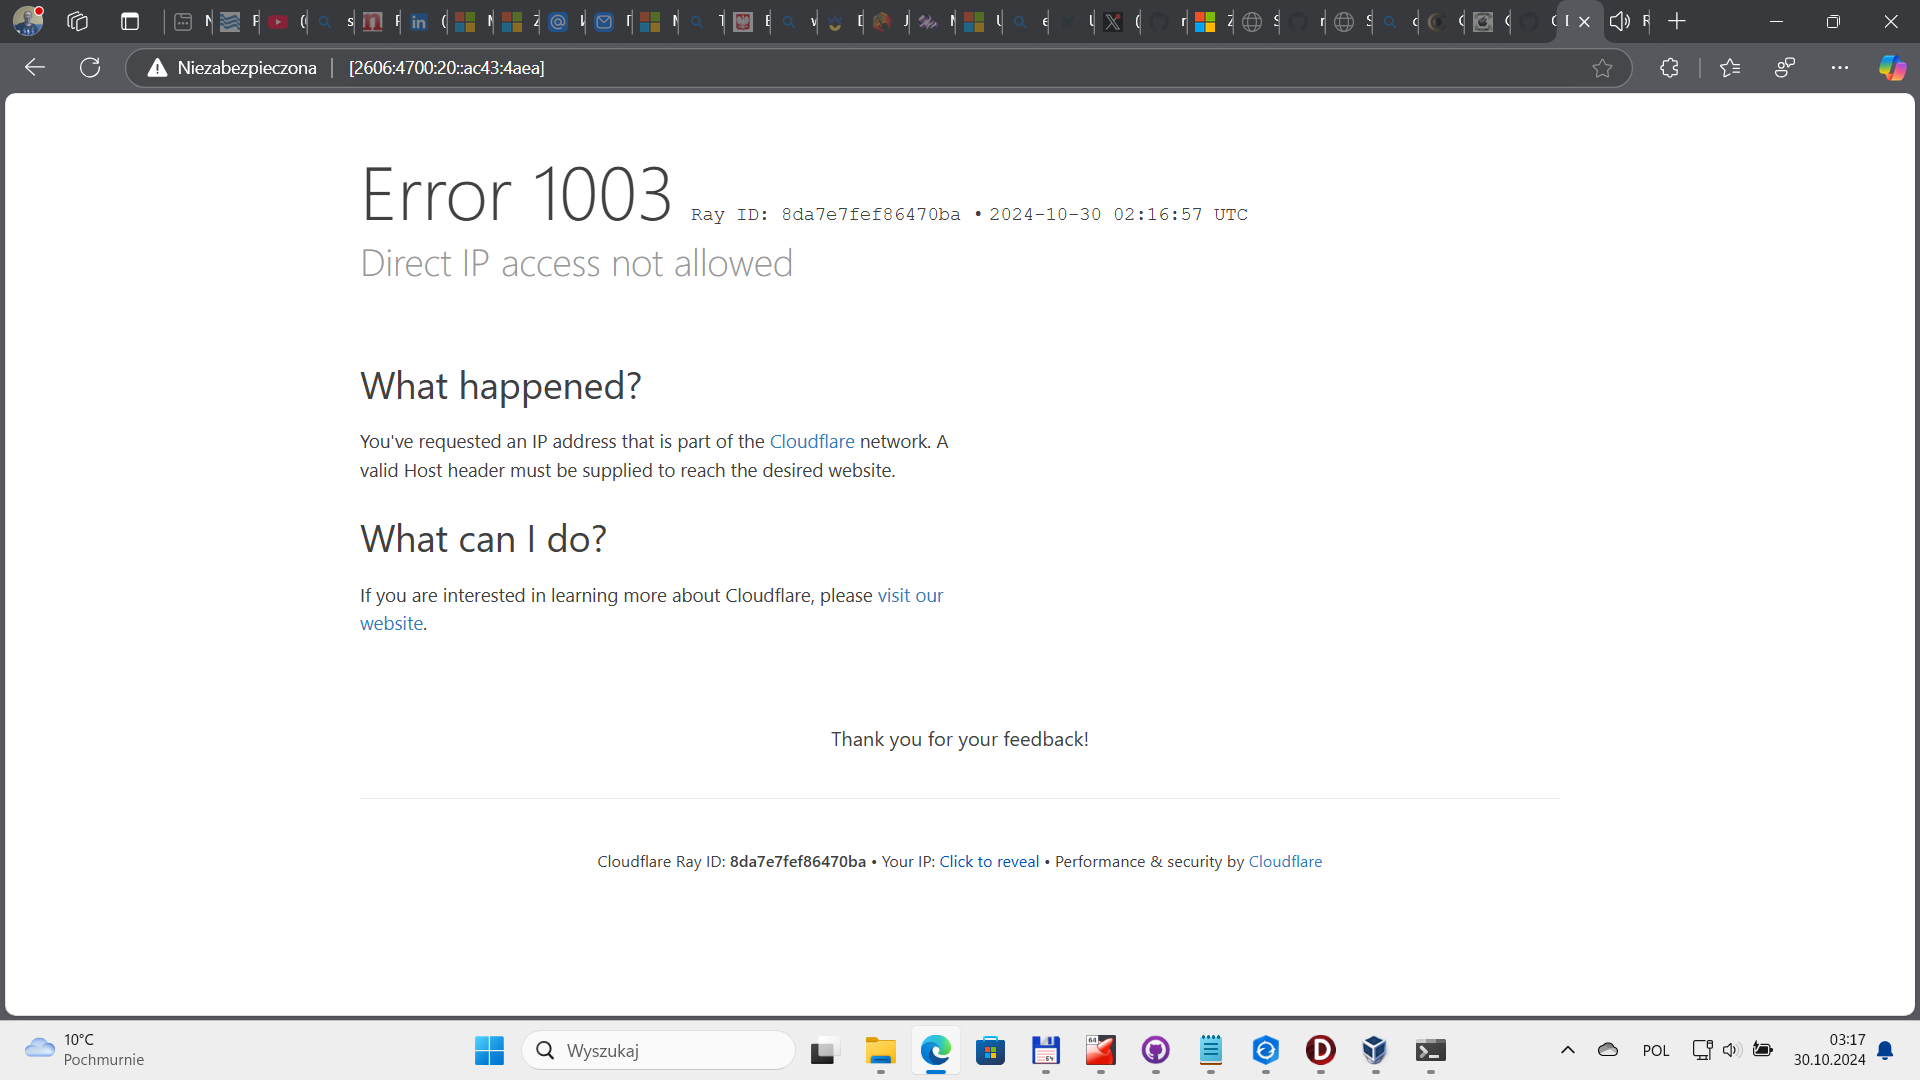 Niezabezpieczona
[2606:4700:20::ac43:4aea]
Error 1003 Ray ID: 8da7e7fef86470ba • 2024-10-30 02:16:57 UTC
Direct IP access not allowed
What happened?
You've requested an IP address that is part of the Cloudflare network. A
valid Host header must be supplied to reach the desired website.
What can I do?
If you are interested in learning more about Cloudflare, please visit our
website.
Thank you for your feedback!
Cloudflare Ray ID: 8da7e7fef86470ba • Your IP: Click to reveal • Performance & security by Cloudflare
10°C
Pochmurnie
Wyszukaj
POL
03:17
30.10.2024